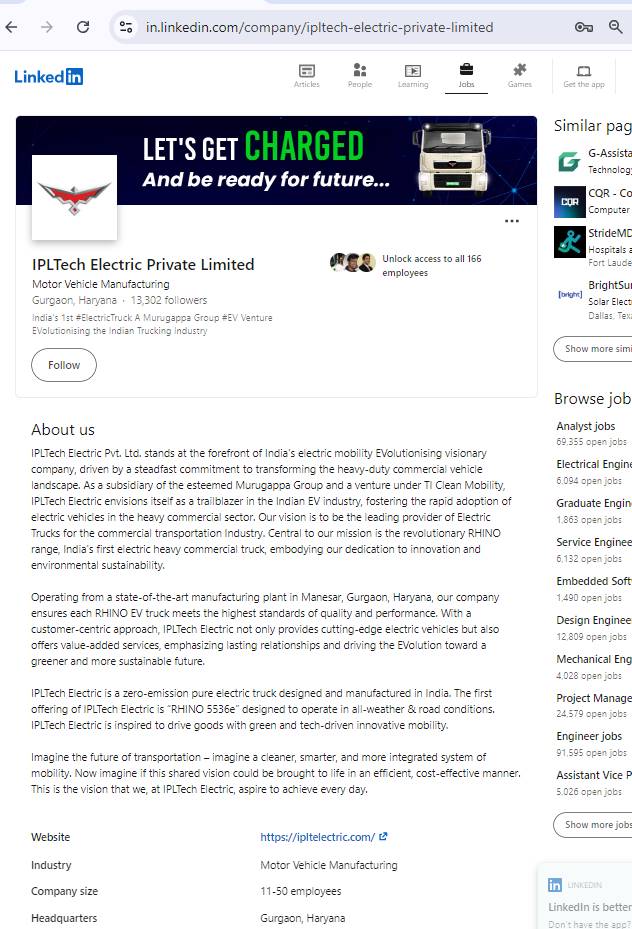 in.linkedin.com/company/ipltech-electric-private-limited
Linked in
Articles
People
Learning
Jobs
Games
Get the app
LET'S GET CHARGED
And be ready for future...
IPLTech Electric Private Limited
Motor Vehicle Manufacturing
Gurgaon, Haryana · 13,302 followers
India's 1st #ElectricTruck A Murugappa Group #EV Venture
EVolutionising the Indian Trucking Industry
Unlock access to all 166
employees
Follow
About us
IPLTech Electric Pvt. Ltd. stands at the forefront of India's electric mobility EVolutionising visionary
company, driven by a steadfast commitment to transforming the heavy-duty commercial vehicle
landscape. As a subsidiary of the esteemed Murugappa Group and a venture under TI Clean Mobility,
IPLTech Electric envisions itself as a trailblazer in the Indian EV industry, fostering the rapid adoption of
electric vehicles in the heavy commercial sector. Our vision is to be the leading provider of Electric
Trucks for the commercial transportation Industry. Central to our mission is the revolutionary RHINO
range, India's first electric heavy commercial truck, embodying our dedication to innovation and
environmental sustainability.
Operating from a state-of-the-art manufacturing plant in Manesar, Gurgaon, Haryana, our company
ensures each RHINO EV truck meets the highest standards of quality and performance. With a
customer-centric approach, IPLTech Electric not only provides cutting-edge electric vehicles but also
offers value-added services, emphasizing lasting relationships and driving the EVolution toward a
greener and more sustainable future.
IPLTech Electric is a zero-emission pure electric truck designed and manufactured in India. The first
offering of IPLTech Electric is "RHINO 5536e" designed to operate in all-weather & road conditions.
IPLTech Electric is inspired to drive goods with green and tech-driven innovative mobility.
Imagine the future of transportation – imagine a cleaner, smarter, and more integrated system of
mobility. Now imagine if this shared vision could be brought to life in an efficient, cost-effective manner.
This is the vision that we, at IPLTech Electric, aspire to achieve every day.
Website
https://ipltelectric.com/
Industry
Motor Vehicle Manufacturing
Company size
11-50 employees
Headquarters
Gurgaon, Haryana
Similar pag
G-Assista
Technology
CQR
CQR - Co
Computer
StrideMD
Hospitals a
Fort Laude
[bright]
BrightSur
Solar Elect
Dallas, Texa
Show more simi
Browse job
Analyst jobs
69,355 open jobs
Electrical Engine
6,094 open jobs
Graduate Engin
1,863 open jobs
Service Enginee
6,132 open jobs
Embedded Soft
1,490 open jobs
Design Enginee
12,809 open jobs
Mechanical Eng
4,028 open jobs
Project Manage
24,579 open jobs
Engineer jobs
91,595 open jobs
Assistant Vice P
5,026 open jobs
Show more jobs
in LINKEDIN
LinkedIn is better
Don't have the app?